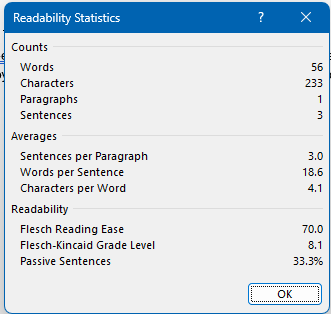 Readability Statistics ? ×
Counts
Words 56
Characters 233
Paragraphs 1
Sentences 3
Averages
Sentences per Paragraph 3.0
Words per Sentence 18.6
Characters per Word 4.1
Readability
Flesch Reading Ease 70.0
Flesch-Kincaid Grade Level 8.1
Passive Sentences 33.3%
OK